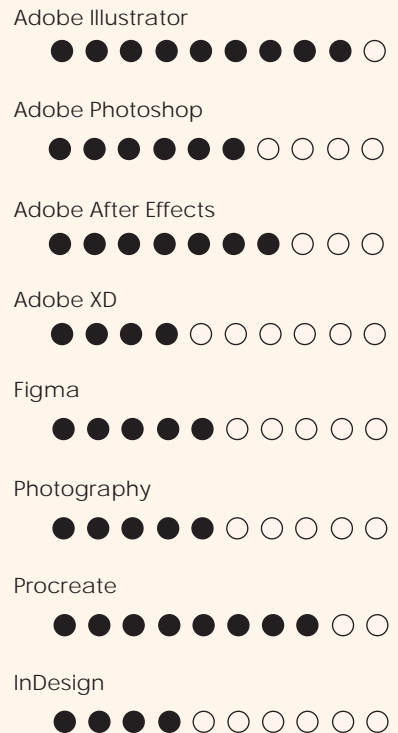 Adobe Illustrator
Adobe Photoshop
Adobe After Effects
Adobe XD
Figma
Photography
Procreate
InDesign